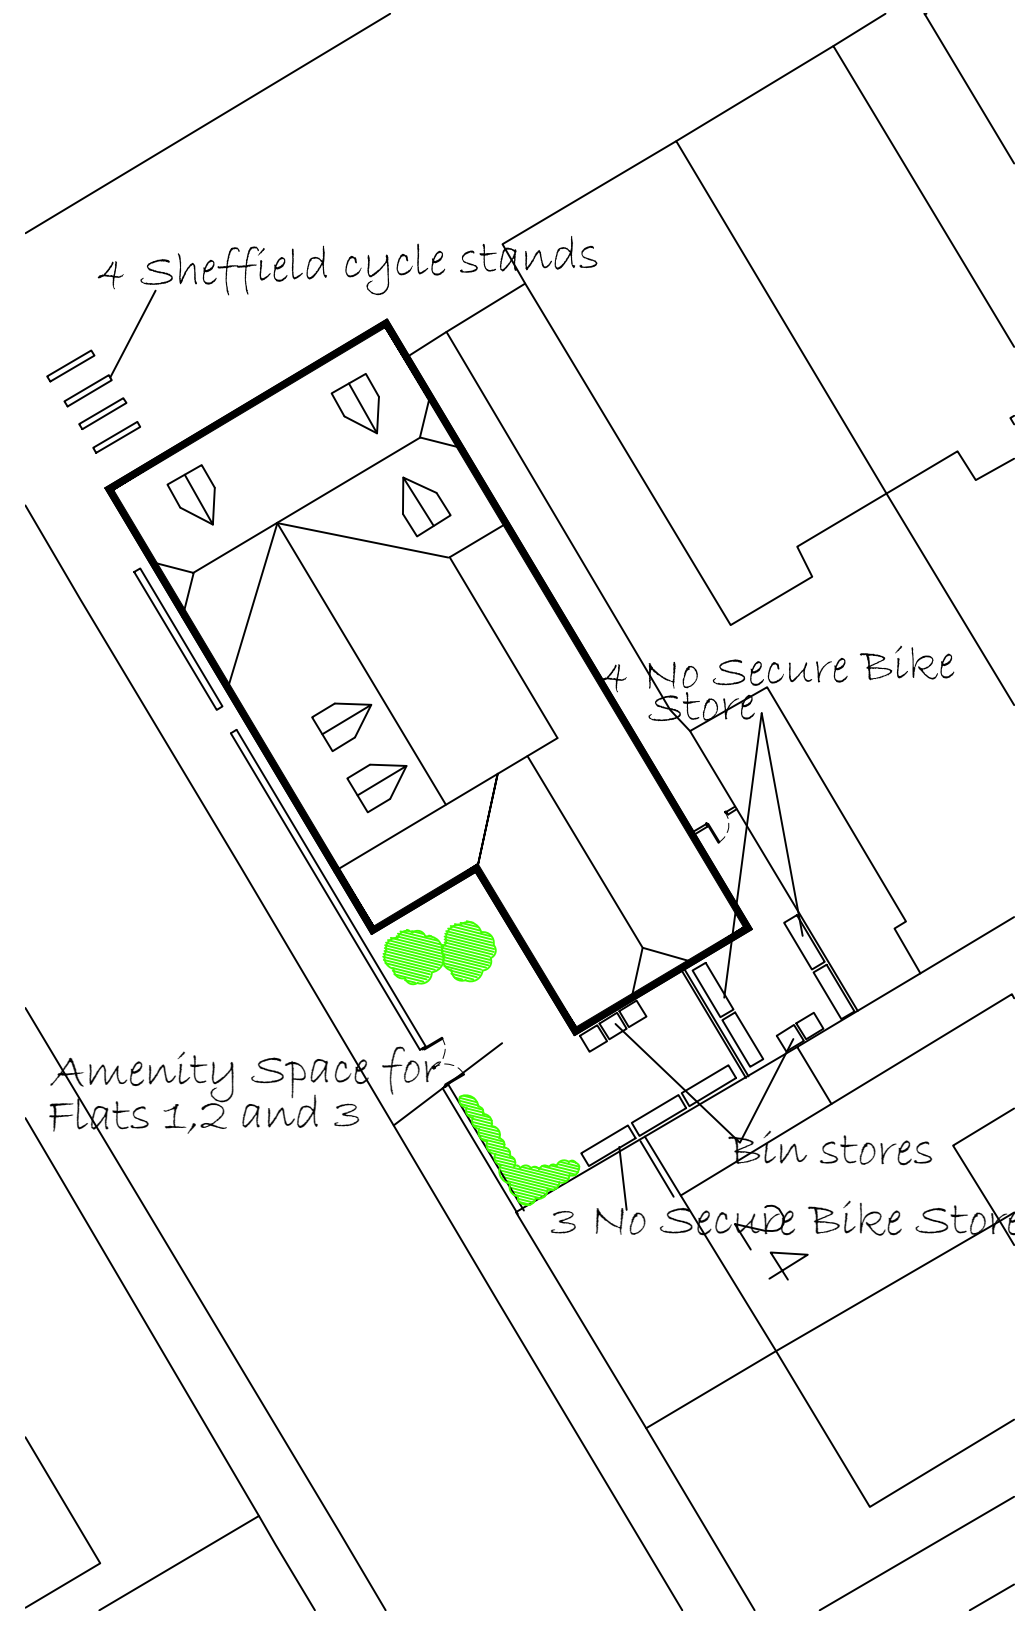 4 Sheffield cycle stands
4 No Secure Bike
Store
Amenity Space for
Flats 1,2 and 3
Bin stores
3 No Secure Bike Store